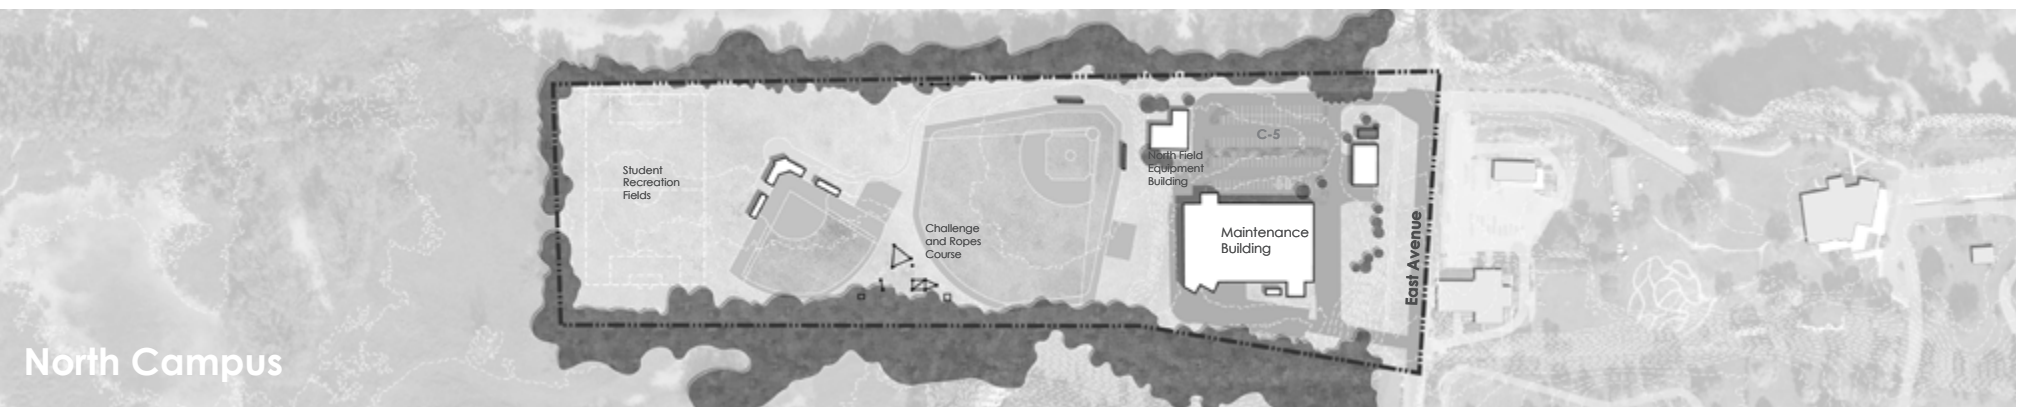 C-5
North Field
Equipment
Building
Student
Recreation
Fields
Challenge
and Ropes
Course
Maintenance
Building
East Avenue
North Campus